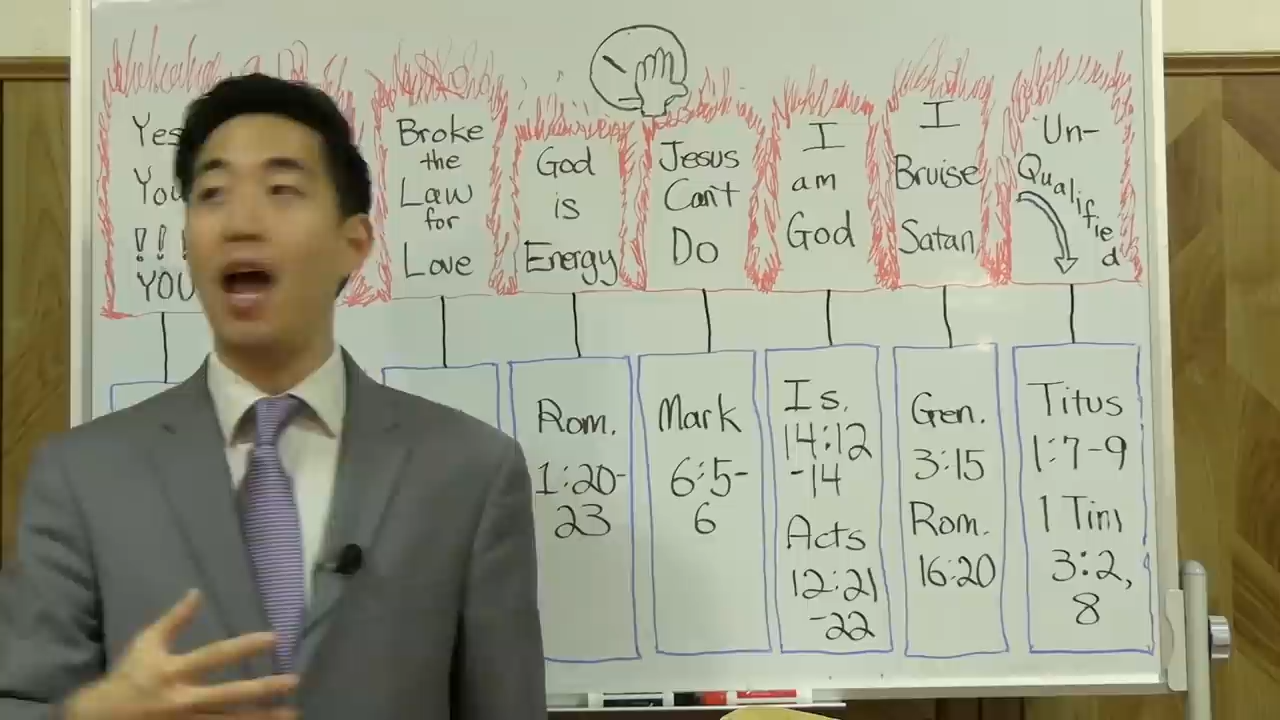 Yes
You
!!!
YOU
Broke
the
Law
for
Love
God
is
Energy
Jesus
Can't
Do
I
am
God
I
Bruise
Satan
Un-
Qualified
Rom.
1:20-
23
Mark
6:5-
6
Is.
14:12
-14
Acts
12:21
-22
Gen.
3:15
Rom.
16:20
Titus
1:7-9
1 Tim
3:2,
8